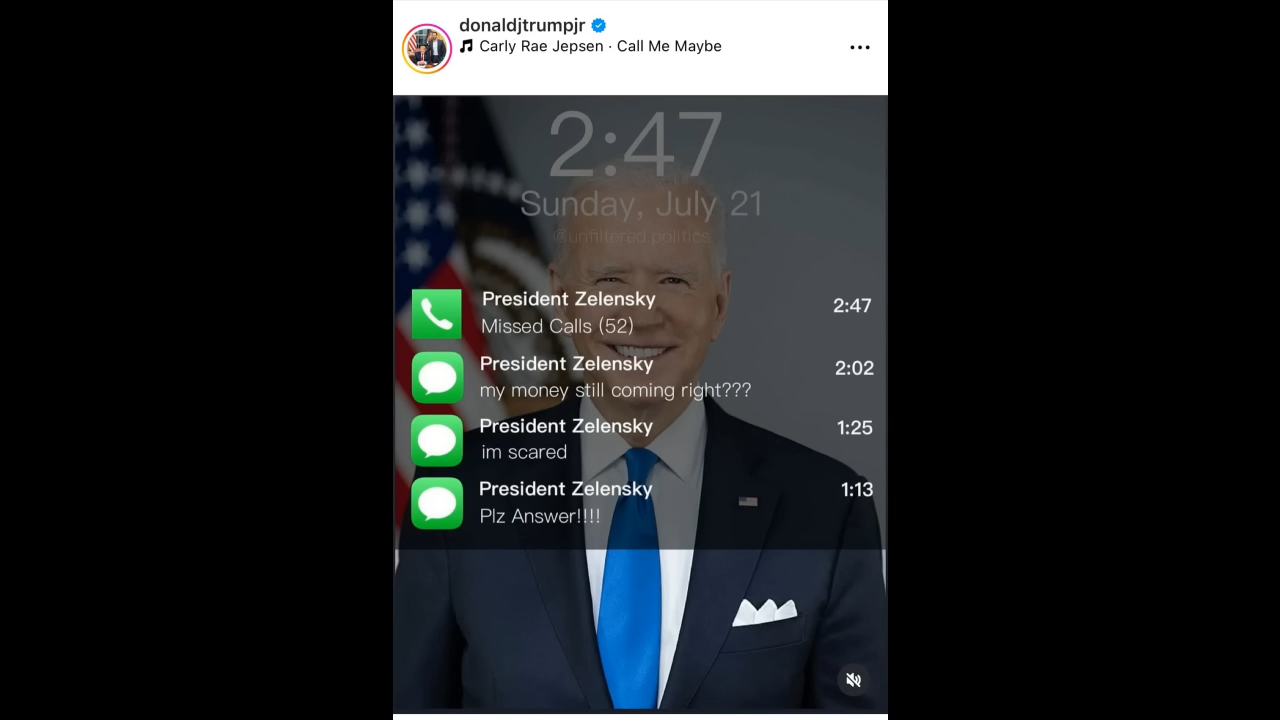 donaldjtrumpjr
Carly Rae Jepsen · Call Me Maybe
2:47
Sunday, July 21
@unfiltered.politics
President Zelensky 2:47
Missed Calls (52)
President Zelensky 2:02
my money still coming right???
President Zelensky 1:25
im scared
President Zelensky 1:13
Plz Answer!!!!